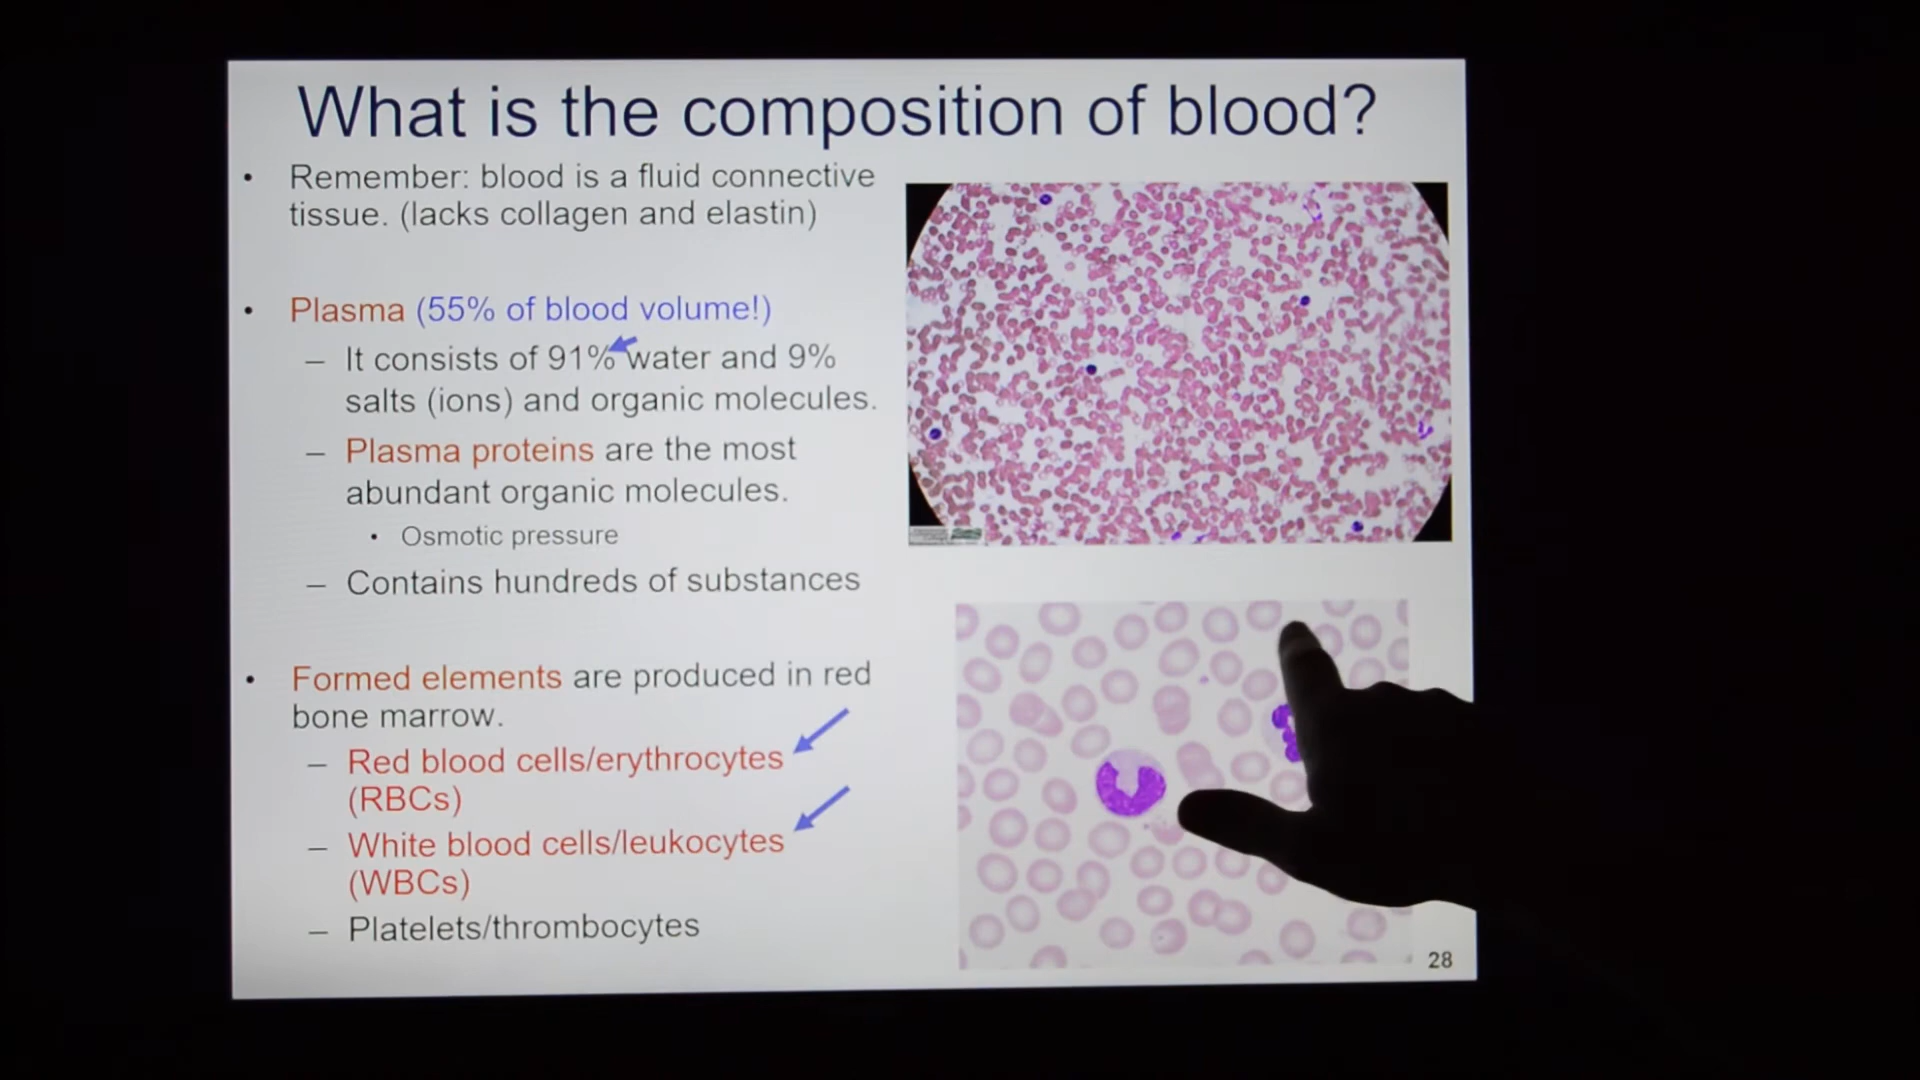 What is the composition of blood?
• Remember: blood is a fluid connective
tissue. (lacks collagen and elastin)
• Plasma (55% of blood volume!)
– It consists of 91% water and 9%
salts (ions) and organic molecules.
– Plasma proteins are the most
abundant organic molecules.
• Osmotic pressure
– Contains hundreds of substances
• Formed elements are produced in red
bone marrow.
– Red blood cells/erythrocytes
(RBCs)
– White blood cells/leukocytes
(WBCs)
– Platelets/thrombocytes
28